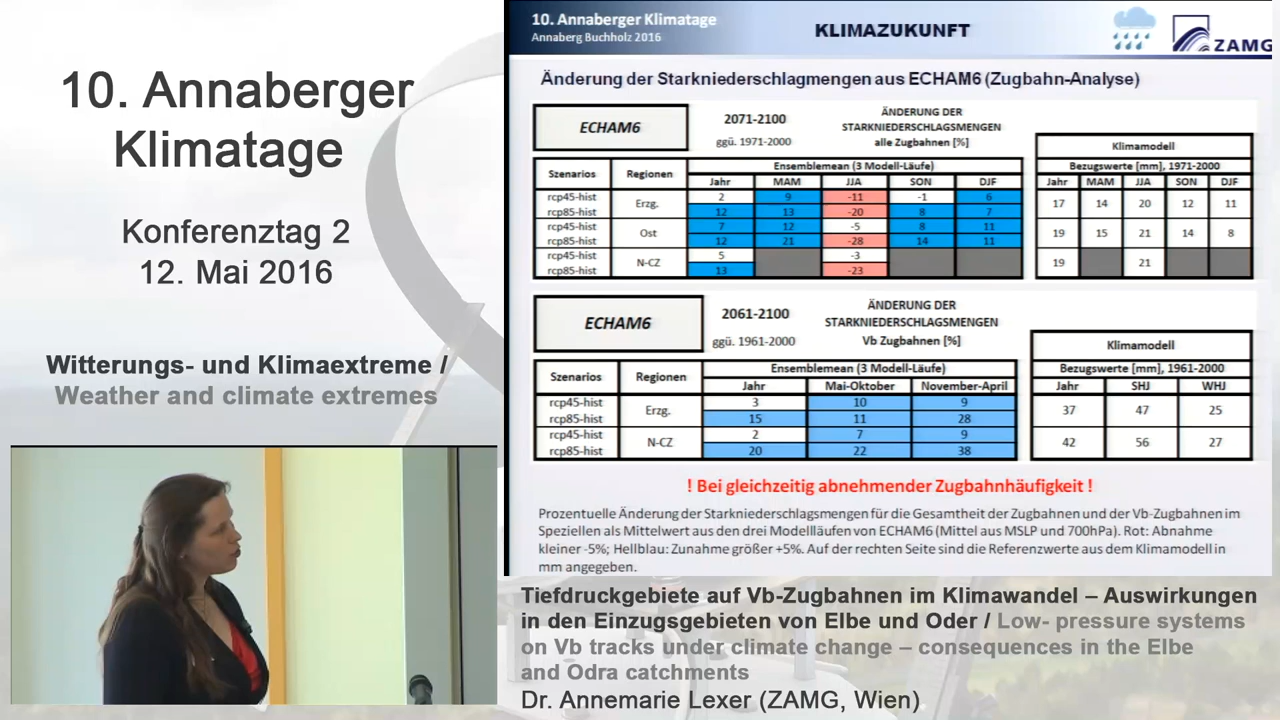 10. Annaberger
Klimatage
Konferenztag 2
12. Mai 2016
Witterungs- und Klimaextreme /
Weather and climate extremes
10. Annaberger Klimatage
Annaberg Buchholz 2016
KLIMAZUKUNFT
ZAMG
Änderung der Starkniederschlagmengen aus ECHAM6 (Zugbahn-Analyse)
ECHAM6
2071-2100
ggü. 1971-2000
ÄNDERUNG DER
STARKNIEDERSCHLAGSMENGEN
alle Zugbahnen [%]
Klimamodell
Szenarios Regionen Ensemblemean (3 Modell-Läufe) Bezugswerte [mm], 1971-2000
Jahr MAM JJA SON DJF Jahr MAM JJA SON DJF
rcp45-hist Erzg. 2 9 -11 -1 6 17 14 20 12 11
rcp85-hist 12 13 -20 8 7
rcp45-hist Ost 7 12 -5 8 11 19 15 21 14 8
rcp85-hist 12 21 -28 14 11
rcp45-hist N-CZ 5 -3 19 21
rcp85-hist 13 -23
ECHAM6
2061-2100
ggü. 1961-2000
ÄNDERUNG DER
STARKNIEDERSCHLAGSMENGEN
Vb Zugbahnen [%]
Klimamodell
Szenarios Regionen Ensemblemean (3 Modell-Läufe) Bezugswerte [mm], 1961-2000
Jahr Mai-Oktober November-April Jahr SHJ WHJ
rcp45-hist Erzg. 3 10 9 37 47 25
rcp85-hist 15 11 28
rcp45-hist N-CZ 2 7 9 42 56 27
rcp85-hist 20 22 38
! Bei gleichzeitig abnehmender Zugbahnhäufigkeit !
Prozentuelle Änderung der Starkniederschlagmengen für die Gesamtheit der Zugbahnen und der Vb-Zugbahnen im
Speziellen als Mittelwert aus den drei Modellläufen von ECHAM6 (Mittel aus MSLP und 700hPa). Rot: Abnahme
kleiner -5%; Hellblau: Zunahme größer +5%. Auf der rechten Seite sind die Referenzwerte aus dem Klimamodell in
mm angegeben.
Tiefdruckgebiete auf Vb-Zugbahnen im Klimawandel – Auswirkungen
in den Einzugsgebieten von Elbe und Oder / Low- pressure systems
on Vb tracks under climate change – consequences in the Elbe
and Odra catchments
Dr. Annemarie Lexer (ZAMG, Wien)